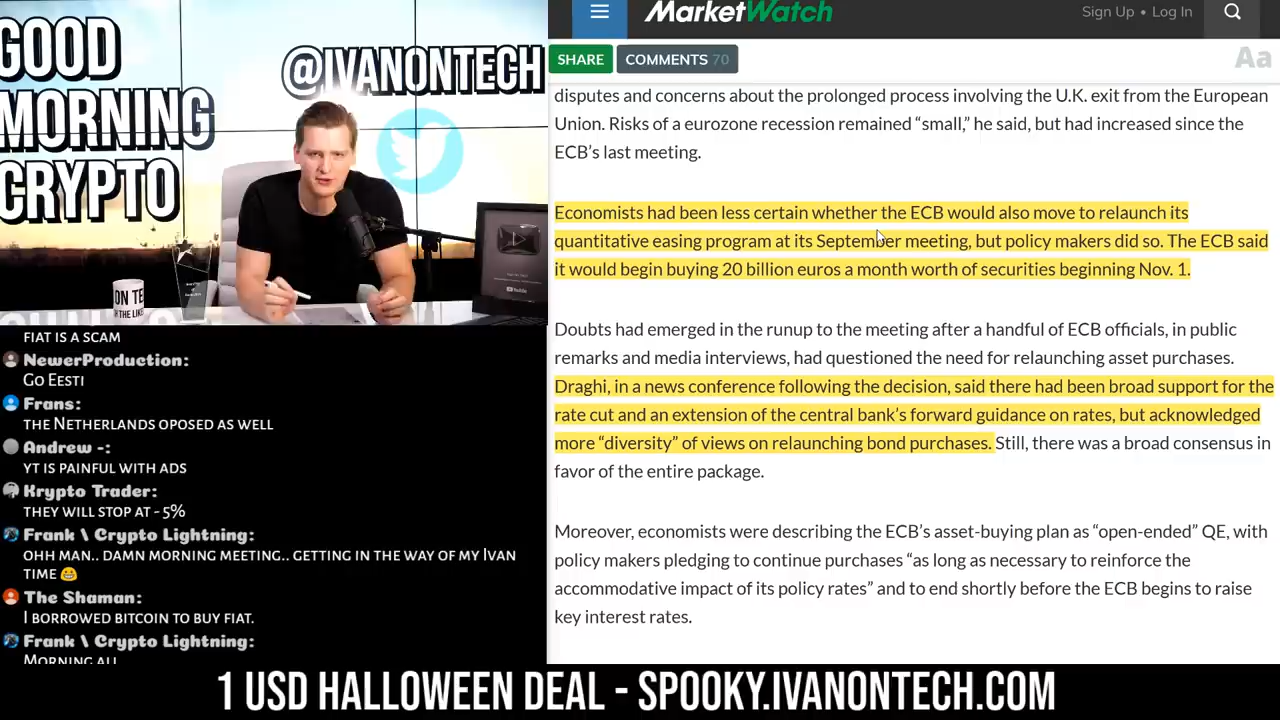 GOOD
MORNING
CRYPTO
@IVANONTECH
ON TE
FIAT IS A SCAM
NewerProduction:
Go Eesti
Frans:
the Netherlands oposed as well
Andrew -:
yt is painful with ads
Krypto Trader:
they will stop at - 5%
Frank \ Crypto Lightning:
ohh man.. damn morning meeting.. getting in the way of my Ivan
time 😀
The Shaman:
I borrowed bitcoin to buy fiat.
Frank \ Crypto Lightning:
Morning all
MarketWatch
Sign Up • Log In
SHARE
COMMENTS 70
Aa
disputes and concerns about the prolonged process involving the U.K. exit from the European
Union. Risks of a eurozone recession remained “small,” he said, but had increased since the
ECB’s last meeting.
Economists had been less certain whether the ECB would also move to relaunch its
quantitative easing program at its September meeting, but policy makers did so. The ECB said
it would begin buying 20 billion euros a month worth of securities beginning Nov. 1.
Doubts had emerged in the runup to the meeting after a handful of ECB officials, in public
remarks and media interviews, had questioned the need for relaunching asset purchases.
Draghi, in a news conference following the decision, said there had been broad support for the
rate cut and an extension of the central bank’s forward guidance on rates, but acknowledged
more “diversity” of views on relaunching bond purchases. Still, there was a broad consensus in
favor of the entire package.
Moreover, economists were describing the ECB’s asset-buying plan as “open-ended” QE, with
policy makers pledging to continue purchases “as long as necessary to reinforce the
accommodative impact of its policy rates” and to end shortly before the ECB begins to raise
key interest rates.
1 USD HALLOWEEN DEAL - SPOOKY.IVANONTECH.COM